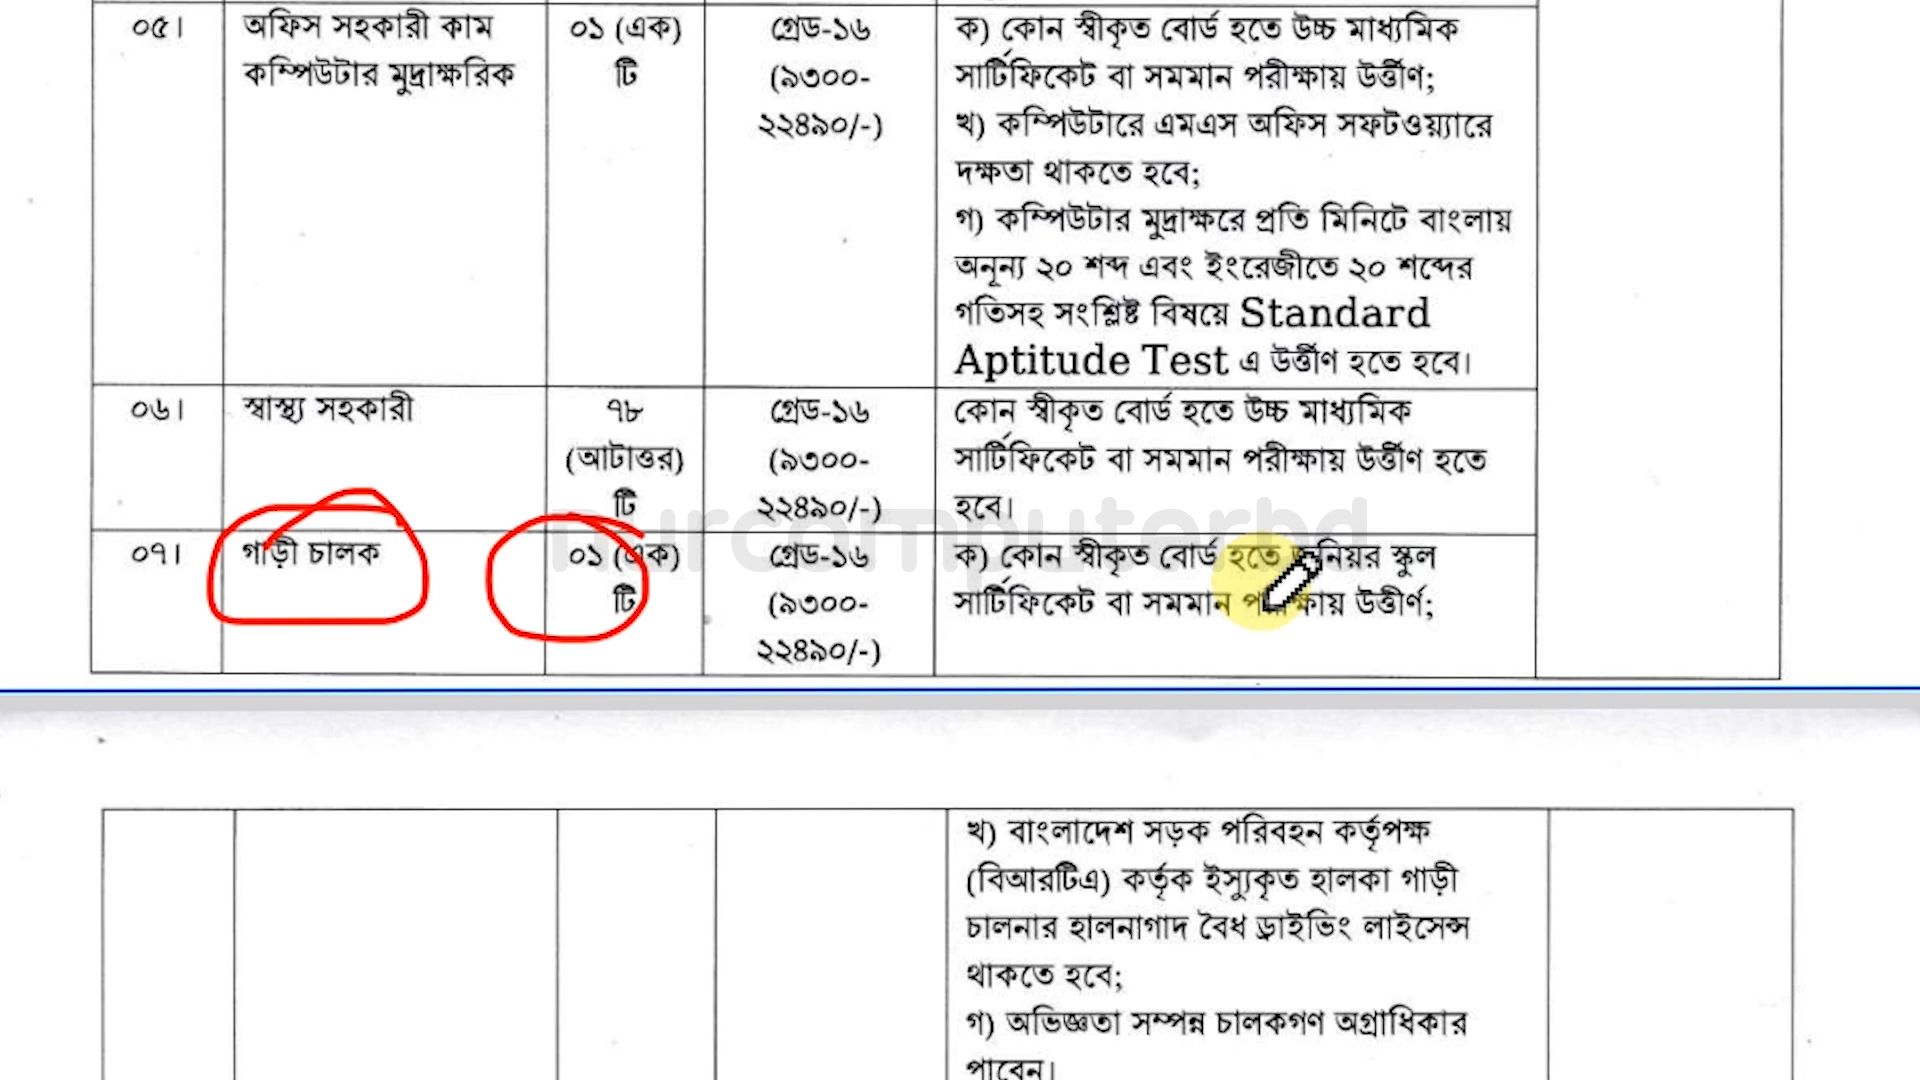 ০৫।
অফিস সহকারী কাম
কম্পিউটার মুদ্রাক্ষরিক
০১ (এক)
টি
গ্রেড-১৬
(৯৩০০-
২২৪৯০/-)
ক) কোন স্বীকৃত বোর্ড হতে উচ্চ মাধ্যমিক
সার্টিফিকেট বা সমমান পরীক্ষায় উর্ত্তীণ;
খ) কম্পিউটারে এমএস অফিস সফটওয়্যারে
দক্ষতা থাকতে হবে;
গ) কম্পিউটার মুদ্রাক্ষরে প্রতি মিনিটে বাংলায়
অনূন্য ২০ শব্দ এবং ইংরেজীতে ২০ শব্দের
গতিসহ সংশ্লিষ্ট বিষয়ে Standard
Aptitude Test এ উর্ত্তীণ হতে হবে।
০৬।
স্বাস্থ্য সহকারী
৭৮
(আটাত্তর)
টি
গ্রেড-১৬
(৯৩০০-
২২৪৯০/-)
কোন স্বীকৃত বোর্ড হতে উচ্চ মাধ্যমিক
সার্টিফিকেট বা সমমান পরীক্ষায় উর্ত্তীণ হতে
হবে।
nurcomputerbd
০৭।
গাড়ী চালক
০১ (এক)
টি
গ্রেড-১৬
(৯৩০০-
২২৪৯০/-)
ক) কোন স্বীকৃত বোর্ড হতে জুনিয়র স্কুল
সার্টিফিকেট বা সমমান পরীক্ষায় উত্তীর্ণ;
খ) বাংলাদেশ সড়ক পরিবহন কর্তৃপক্ষ
(বিআরটিএ) কর্তৃক ইস্যুকৃত হালকা গাড়ী
চালনার হালনাগাদ বৈধ ড্রাইভিং লাইসেন্স
থাকতে হবে;
গ) অভিজ্ঞতা সম্পন্ন চালকগণ অগ্রাধিকার
পাবেন।